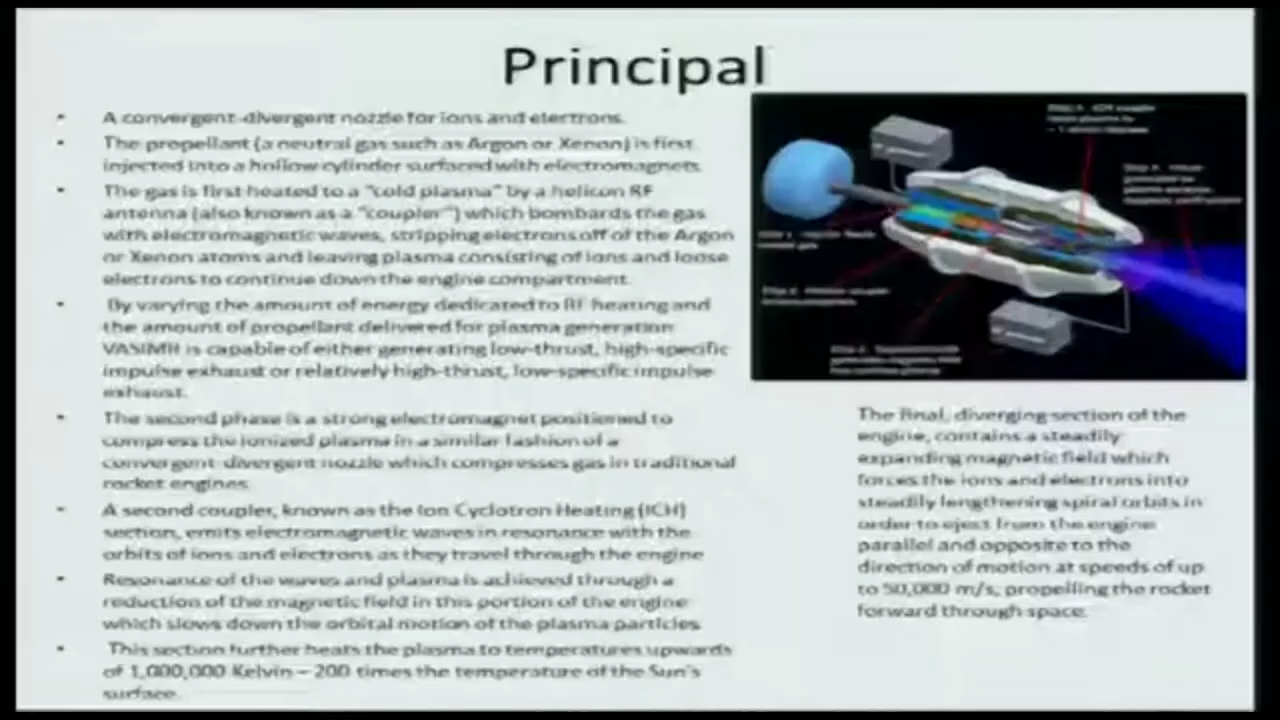 Principal
• A convergent-divergent nozzle for ions and electrons.
• The propellant (a neutral gas such as Argon or Xenon) is first
injected into a hollow cylinder surfaced with electromagnets.
• The gas is first heated to a "cold plasma" by a helicon RF
antenna (also known as a "coupler") which bombards the gas
with electromagnetic waves, stripping electrons off of the Argon
or Xenon atoms and leaving plasma consisting of ions and loose
electrons to continue down the engine compartment.
• By varying the amount of energy dedicated to RF heating and
the amount of propellant delivered for plasma generation
VASIMR is capable of either generating low-thrust, high-specific
impulse exhaust or relatively high-thrust, low-specific impulse
exhaust.
• The second phase is a strong electromagnet positioned to
compress the ionized plasma in a similar fashion of a
convergent-divergent nozzle which compresses gas in traditional
rocket engines.
• A second coupler, known as the Ion Cyclotron Heating (ICH)
section, emits electromagnetic waves in resonance with the
orbits of ions and electrons as they travel through the engine
• Resonance of the waves and plasma is achieved through a
reduction of the magnetic field in this portion of the engine
which slows down the orbital motion of the plasma particles.
• This section further heats the plasma to temperatures upwards
of 1,000,000 Kelvin – 200 times the temperature of the Sun's
surface.
The final, diverging section of the
engine, contains a steadily
expanding magnetic field which
forces the ions and electrons into
steadily lengthening spiral orbits in
order to eject from the engine
parallel and opposite to the
direction of motion at speeds of up
to 50,000 m/s, propelling the rocket
forward through space.